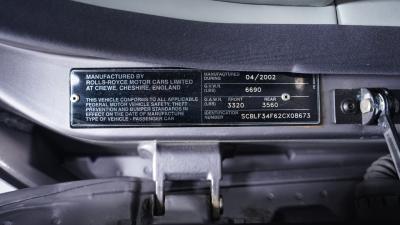 MANUFACTURED BY
ROLLS-ROYCE MOTOR CARS LIMITED
AT CREWE, CHESHIRE, ENGLAND
THIS VEHICLE CONFORMS TO ALL APPLICABLE
FEDERAL MOTOR VEHICLE SAFETY, THEFT
PREVENTION AND BUMPER STANDARDS IN
EFFECT ON THE DATE OF MANUFACTURE
TYPE OF VEHICLE - PASSENGER CAR
MANUFACTURED DURING 04/2002
G.V.W.R (LBS) 6690
G.A.W.R (LBS) FRONT 3320 REAR 3560
IDENTIFICATION NUMBER SCBLF34F62CX08673